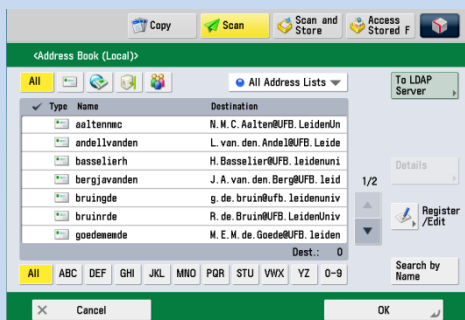 Copy
Scan
Scan and Store
Access Stored F
<Address Book (Local)>
All
All Address Lists
To LDAP Server
Type Name Destination
aaltennmc N.M.C.Aalten@UFB.LeidenUn
andellvanden L.van.den.Andel@UFB.Leide
basselierh H.Basselier@UFB.leidenuni
bergjavanden J.A.van.den.Berg@UFB.leid
bruingde g.de.bruin@ufb.leidenuniv
bruinrde R.de.Bruin@UFB.LeidenUniv
goedememde M.E.M.de.Goede@UFB.leiden
1/2
Details
Register /Edit
Dest.: 0
All ABC DEF GHI JKL MNO PQR STU VWX YZ 0-9
Search by Name
Cancel
OK